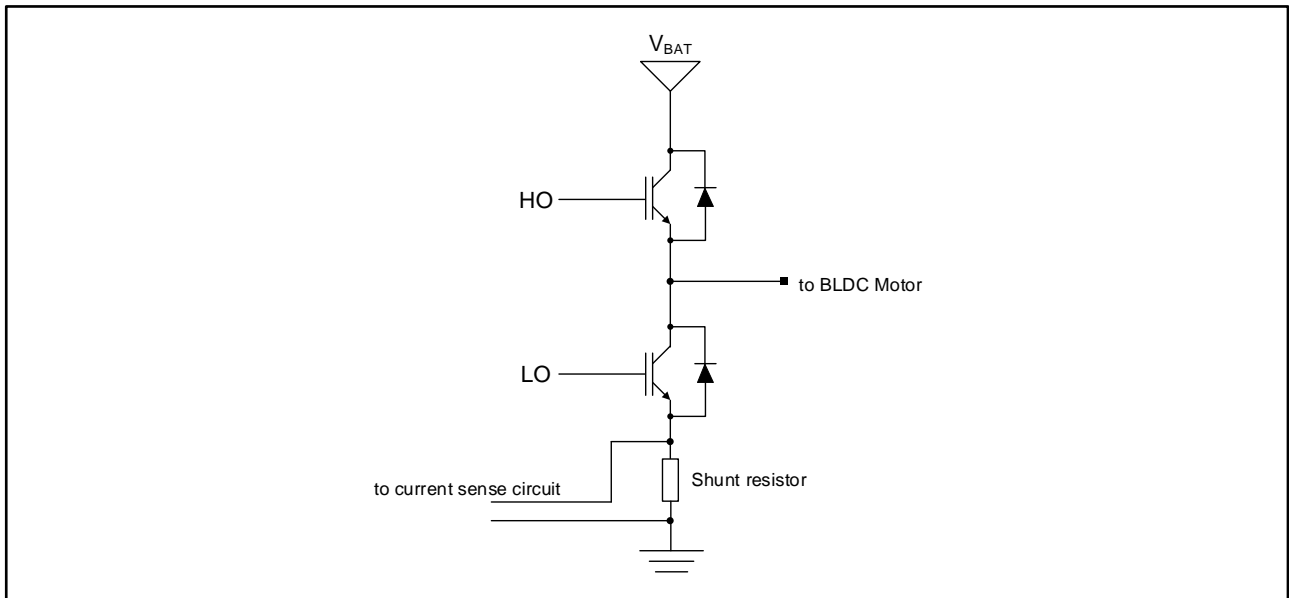 VBAT
HO
to BLDC Motor
LO
Shunt resistor
to current sense circuit